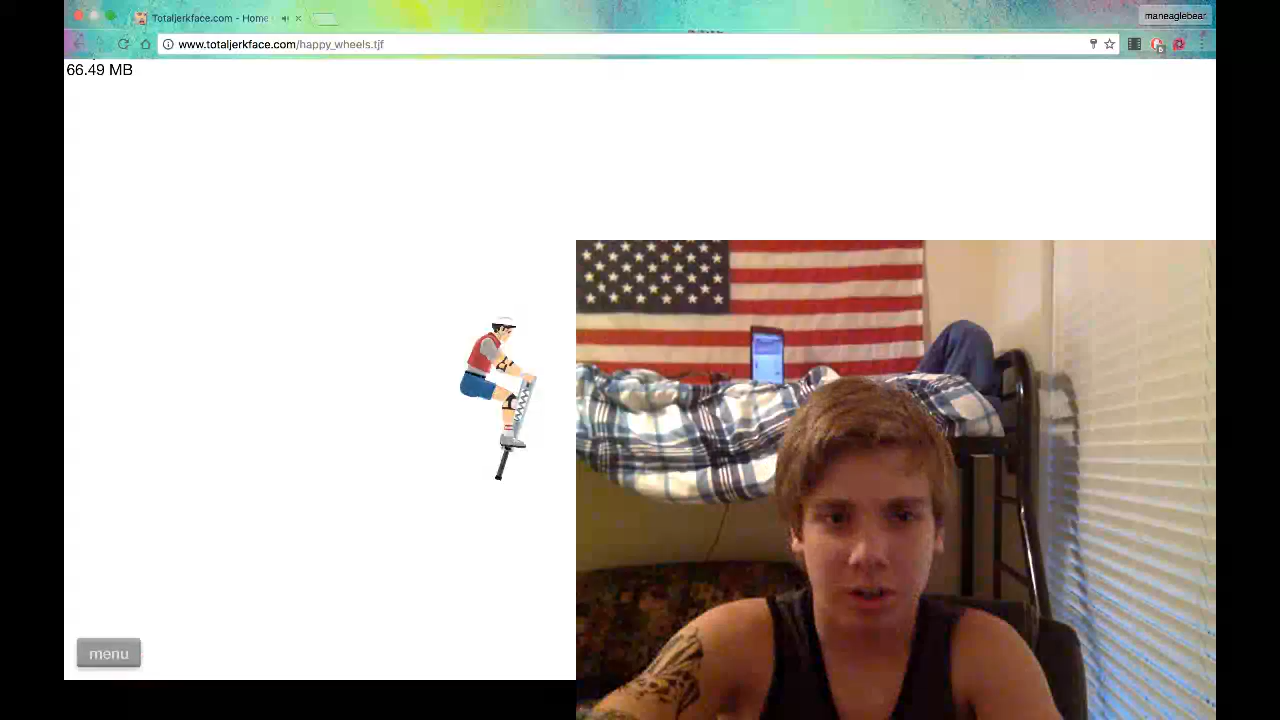 Totaljerkface.com - Home
maneaglebear
www.totaljerkface.com/happy_wheels.tjf
66.49 MB
menu